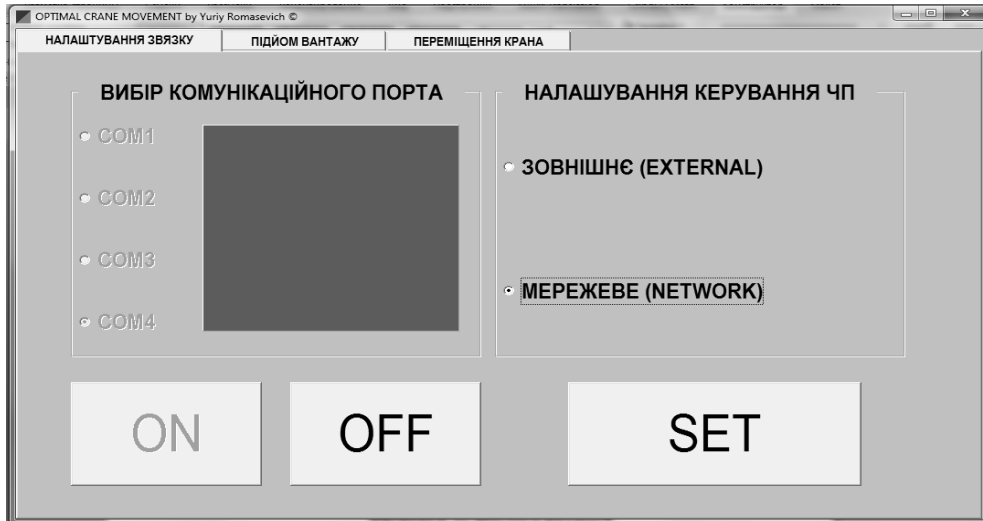 OPTIMAL CRANE MOVEMENT by Yuriy Romasevich ©
НАЛАШТУВАННЯ ЗВЯЗКУ ПІДЙОМ ВАНТАЖУ ПЕРЕМІЩЕННЯ КРАНА
ВИБІР КОМУНІКАЦІЙНОГО ПОРТА
COM1
COM2
COM3
COM4
НАЛАШУВАННЯ КЕРУВАННЯ ЧП
ЗОВНІШНЄ (EXTERNAL)
МЕРЕЖЕВЕ (NETWORK)
ON OFF SET